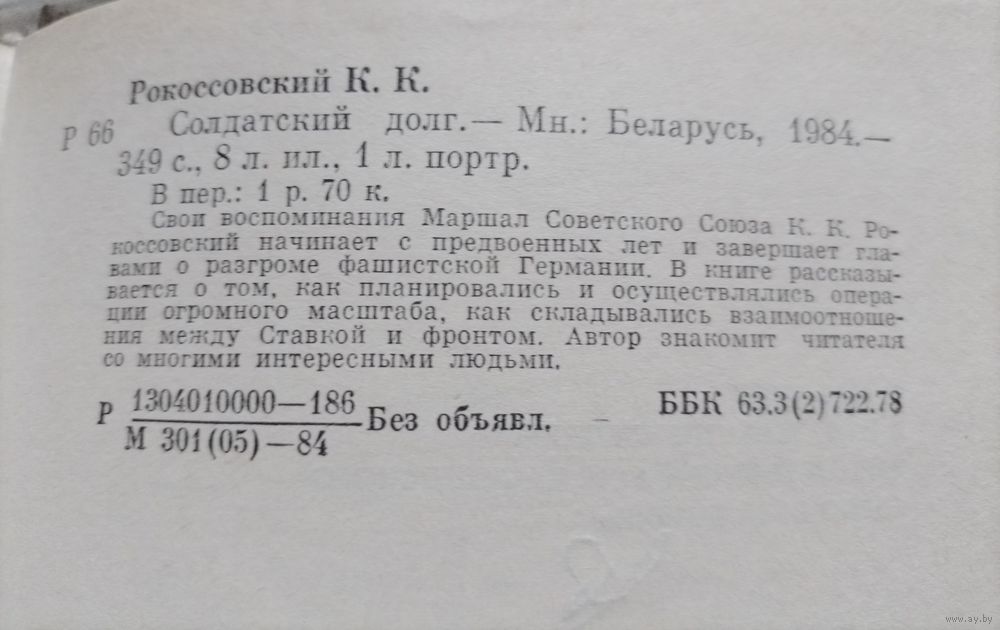 Рокоссовский К. К.
Р 66 Солдатский долг.— Мн.: Беларусь, 1984.—
349 с., 8 л. ил., 1 л. портр.
В пер.: 1 р. 70 к.
Свои воспоминания Маршал Советского Союза К. К. Ро-
коссовский начинает с предвоенных лет и завершает гла-
вами о разгроме фашистской Германии. В книге рассказы-
вается о том, как планировались и осуществлялись опера-
ции огромного масштаба, как складывались взаимоотноше-
ния между Ставкой и фронтом. Автор знакомит читателя
со многими интересными людьми.
Р 1304010000—186
М 301(05)—84 Без объявл. – ББК 63.3(2)722.78
www.ay.by